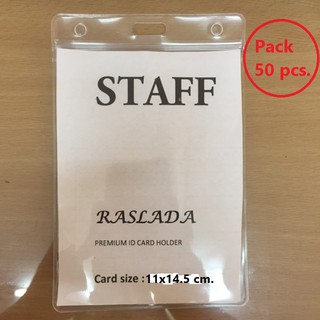 Pack
50 pcs.
STAFF
RASLADA
PREMIUM ID CARD HOLDER
Card size : 11x14.5 cm.